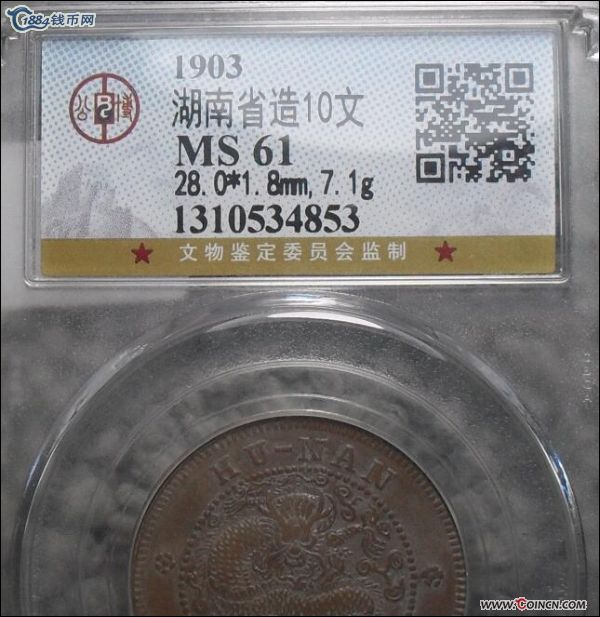 1884钱币网
1903
湖南省造10文
MS 61
28.0*1.8mm,7.1g
1310534853
文物鉴定委员会监制
HU-NAN
www.COINCN.com